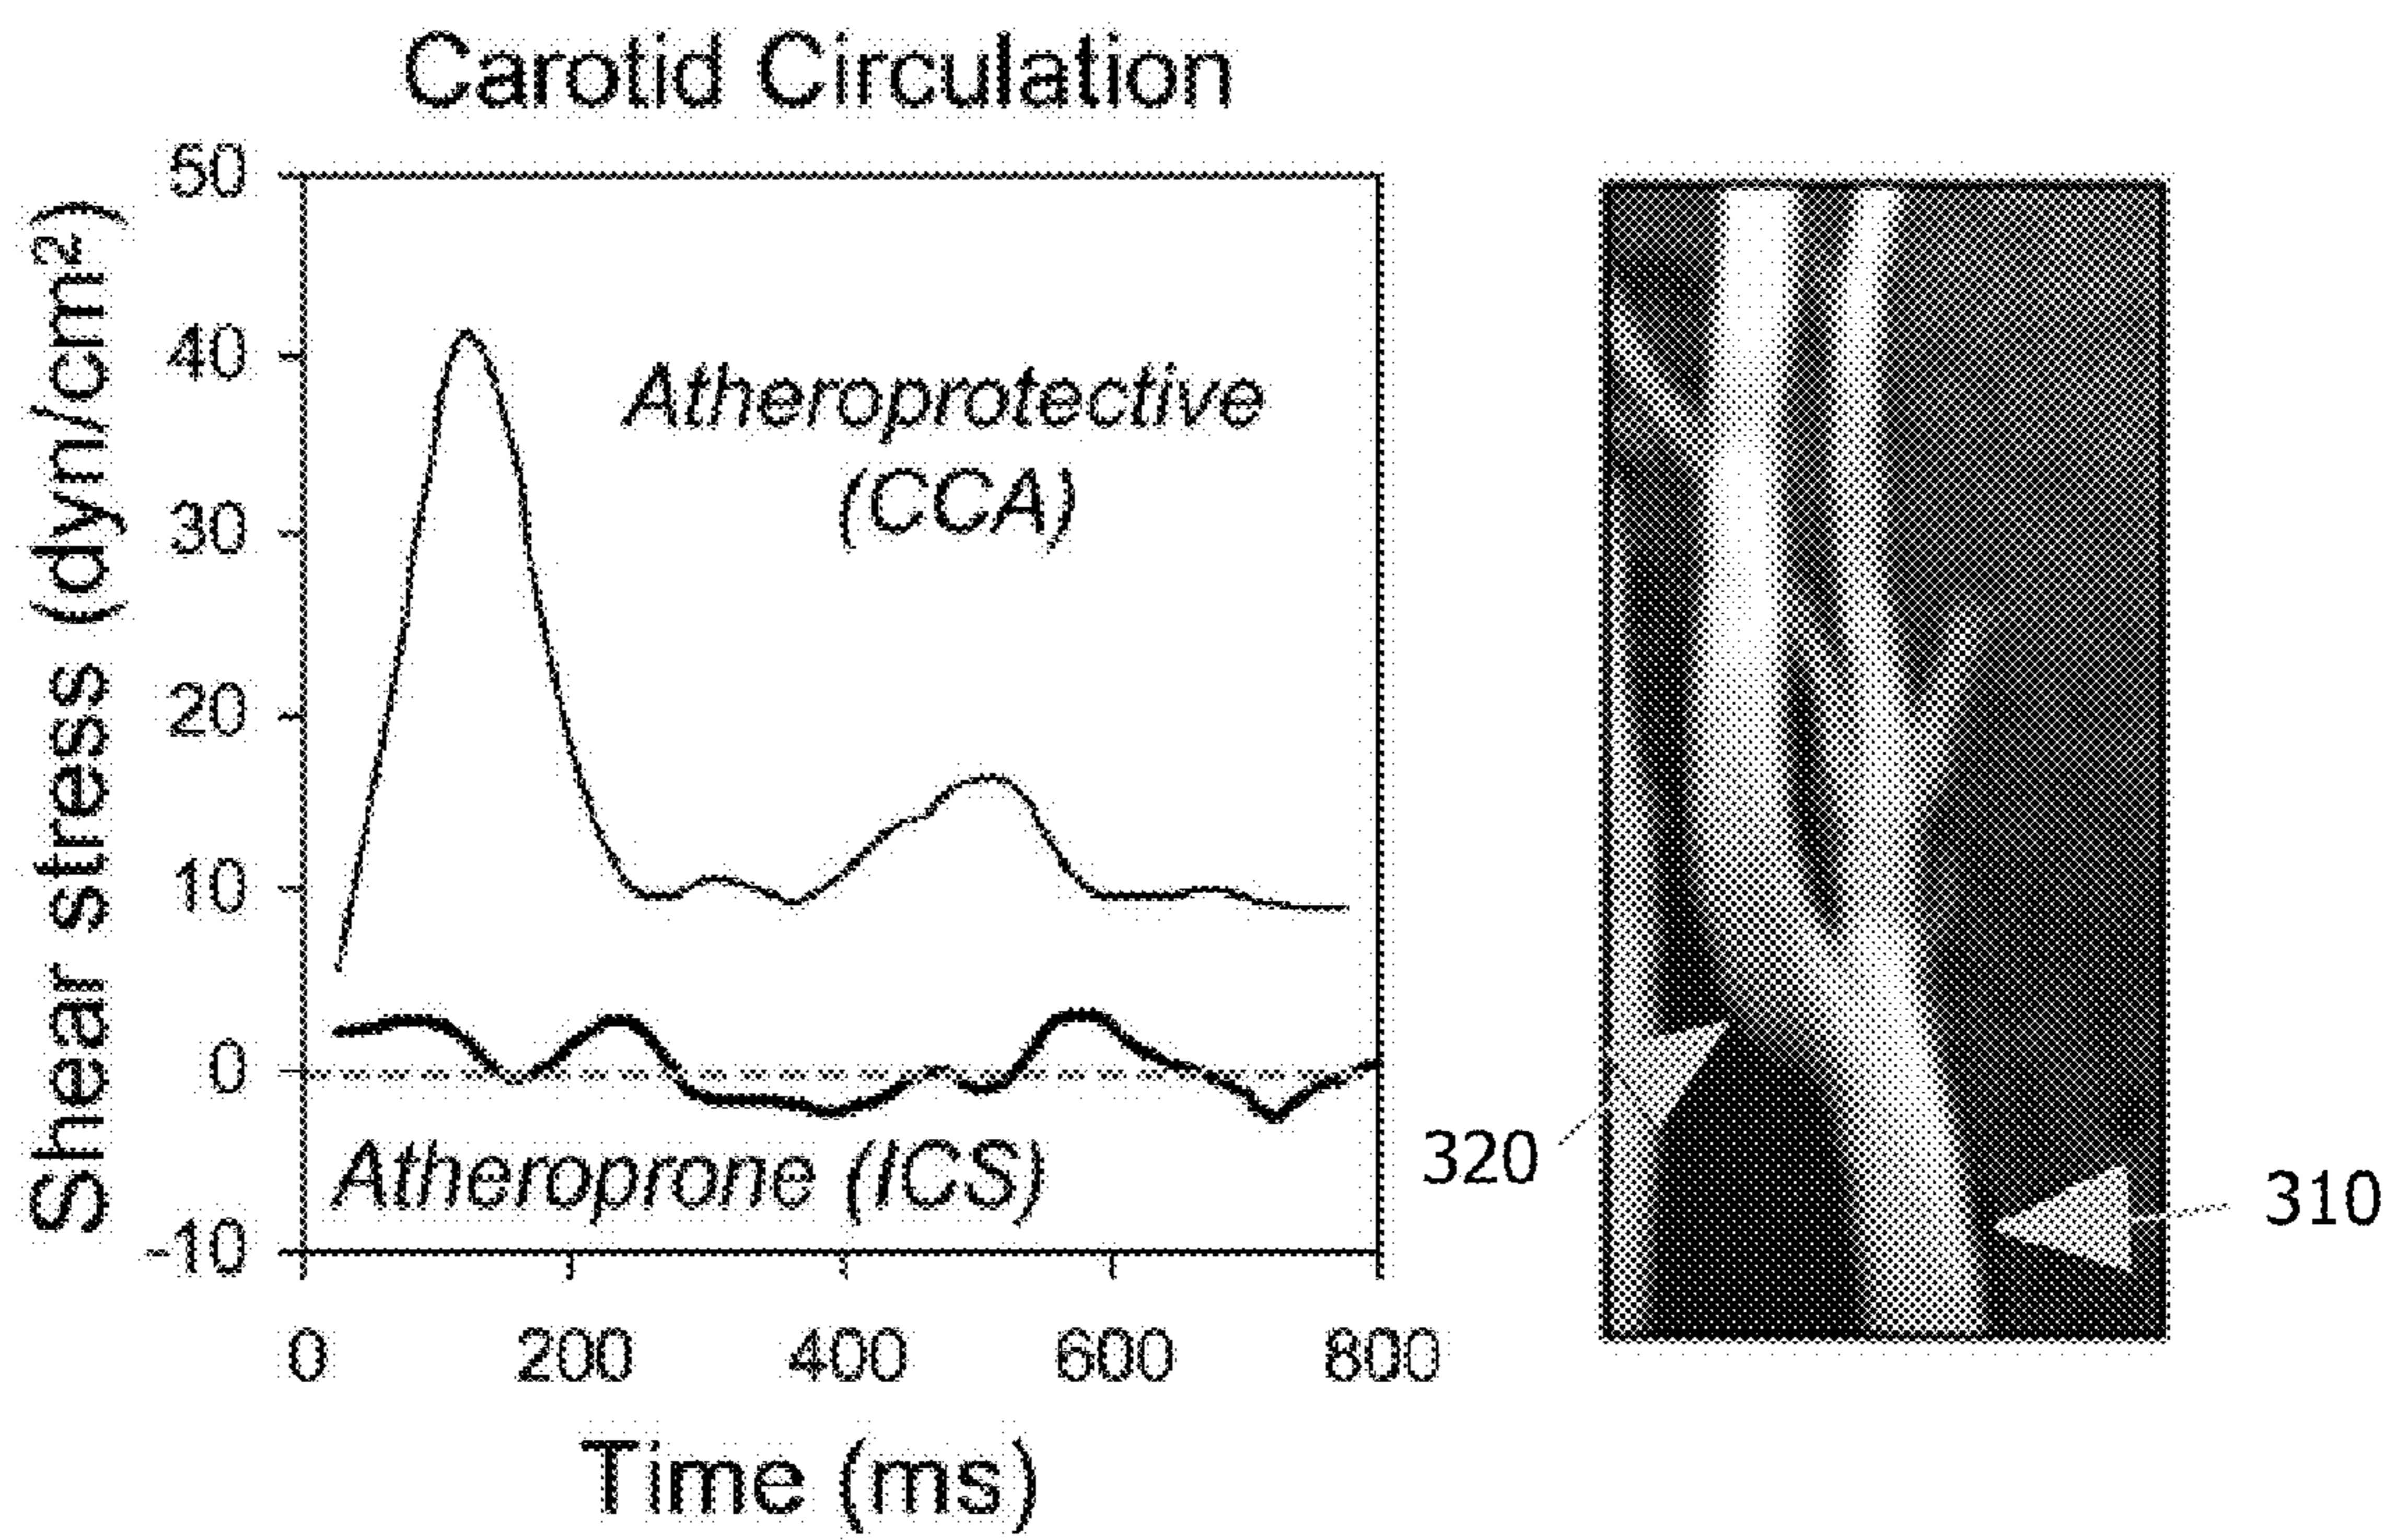 Carotid Circulation
Shear stress (dyn/cm²)
50
40
30
20
10
0
-10
Atheroprotective
(CCA)
Atheroprone (ICS)
0 200 400 600 800
Time (ms)
320
310